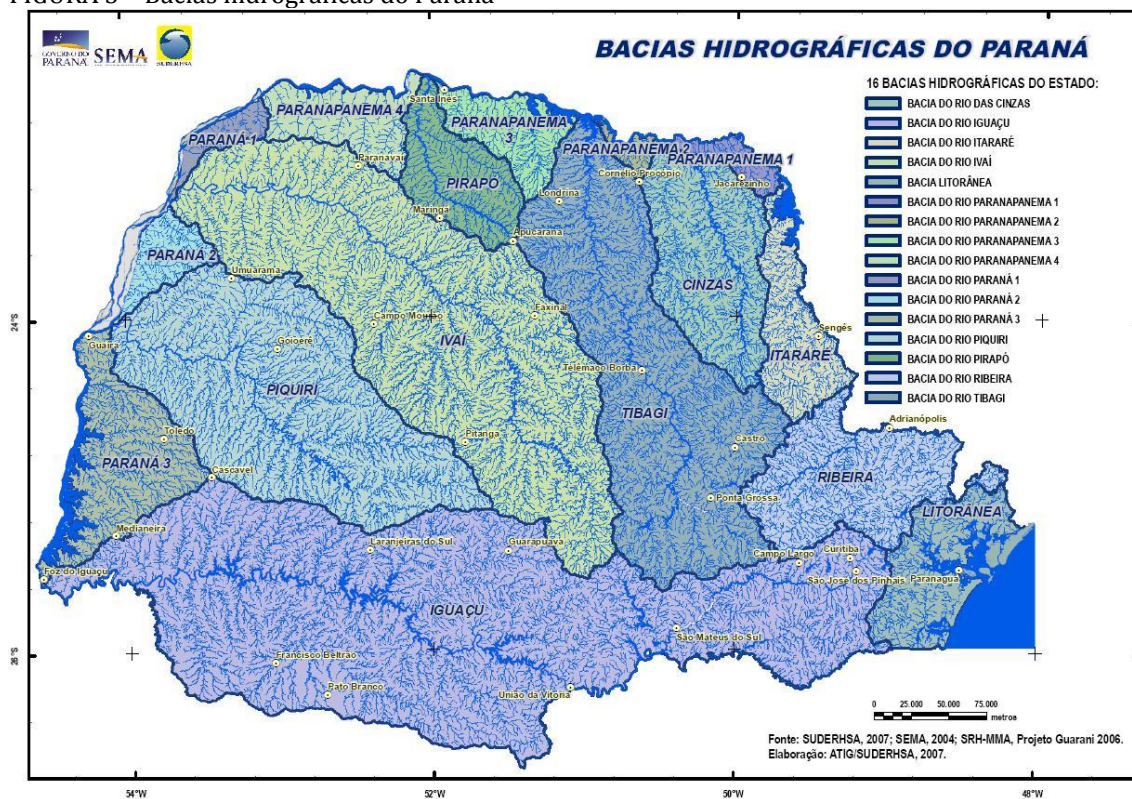 FIGURA 3 – Bacias hidrográficas do Paraná
GOVERNO DO
PARANÁ
SEMA
SUDERHSA
BACIAS HIDROGRÁFICAS DO PARANÁ
16 BACIAS HIDROGRÁFICAS DO ESTADO:
BACIA DO RIO DAS CINZAS
BACIA DO RIO IGUAÇU
BACIA DO RIO ITARARÉ
BACIA DO RIO IVAÍ
BACIA LITORÂNEA
BACIA DO RIO PARANAPANEMA 1
BACIA DO RIO PARANAPANEMA 2
BACIA DO RIO PARANAPANEMA 3
BACIA DO RIO PARANAPANEMA 4
BACIA DO RIO PARANÁ 1
BACIA DO RIO PARANÁ 2
BACIA DO RIO PARANÁ 3
BACIA DO RIO PIQUIRI
BACIA DO RIO PIRAPÓ
BACIA DO RIO RIBEIRA
BACIA DO RIO TIBAGI
Santa Inês
PARANAPANEMA 4
PARANAPANEMA
3
PARANÁ 1
PARANAPANEMA 2
PARANAPANEMA 1
Paranavaí
PIRAPÓ
Cornélio Procópio
Jacarezinho
Londrina
Maringá
Apucarana
PARANÁ 2
Umuarama
CINZAS
Faxinal
Campo Mourão
Sengés
Guaíra
Goioerê
IVAÍ
ITARARÉ
Telêmaco Borba
PIQUIRI
TIBAGI
Adrianópolis
Toledo
Pitanga
Castro
PARANÁ 3
Cascavel
RIBEIRA
Ponta Grossa
LITORÂNEA
Medianeira
Laranjeiras do Sul
Guarapuava
Campo Largo
Curitiba
Foz do Iguaçu
São José dos Pinhais
Paranaguá
IGUAÇU
São Mateus do Sul
Francisco Beltrão
Pato Branco
União da Vitória
24°S
26°S
0 25.000 50.000 75.000
metros
Fonte: SUDERHSA, 2007; SEMA, 2004; SRH-MMA, Projeto Guarani 2006.
Elaboração: ATIG/SUDERHSA, 2007.
54°W
52°W
50°W
48°W